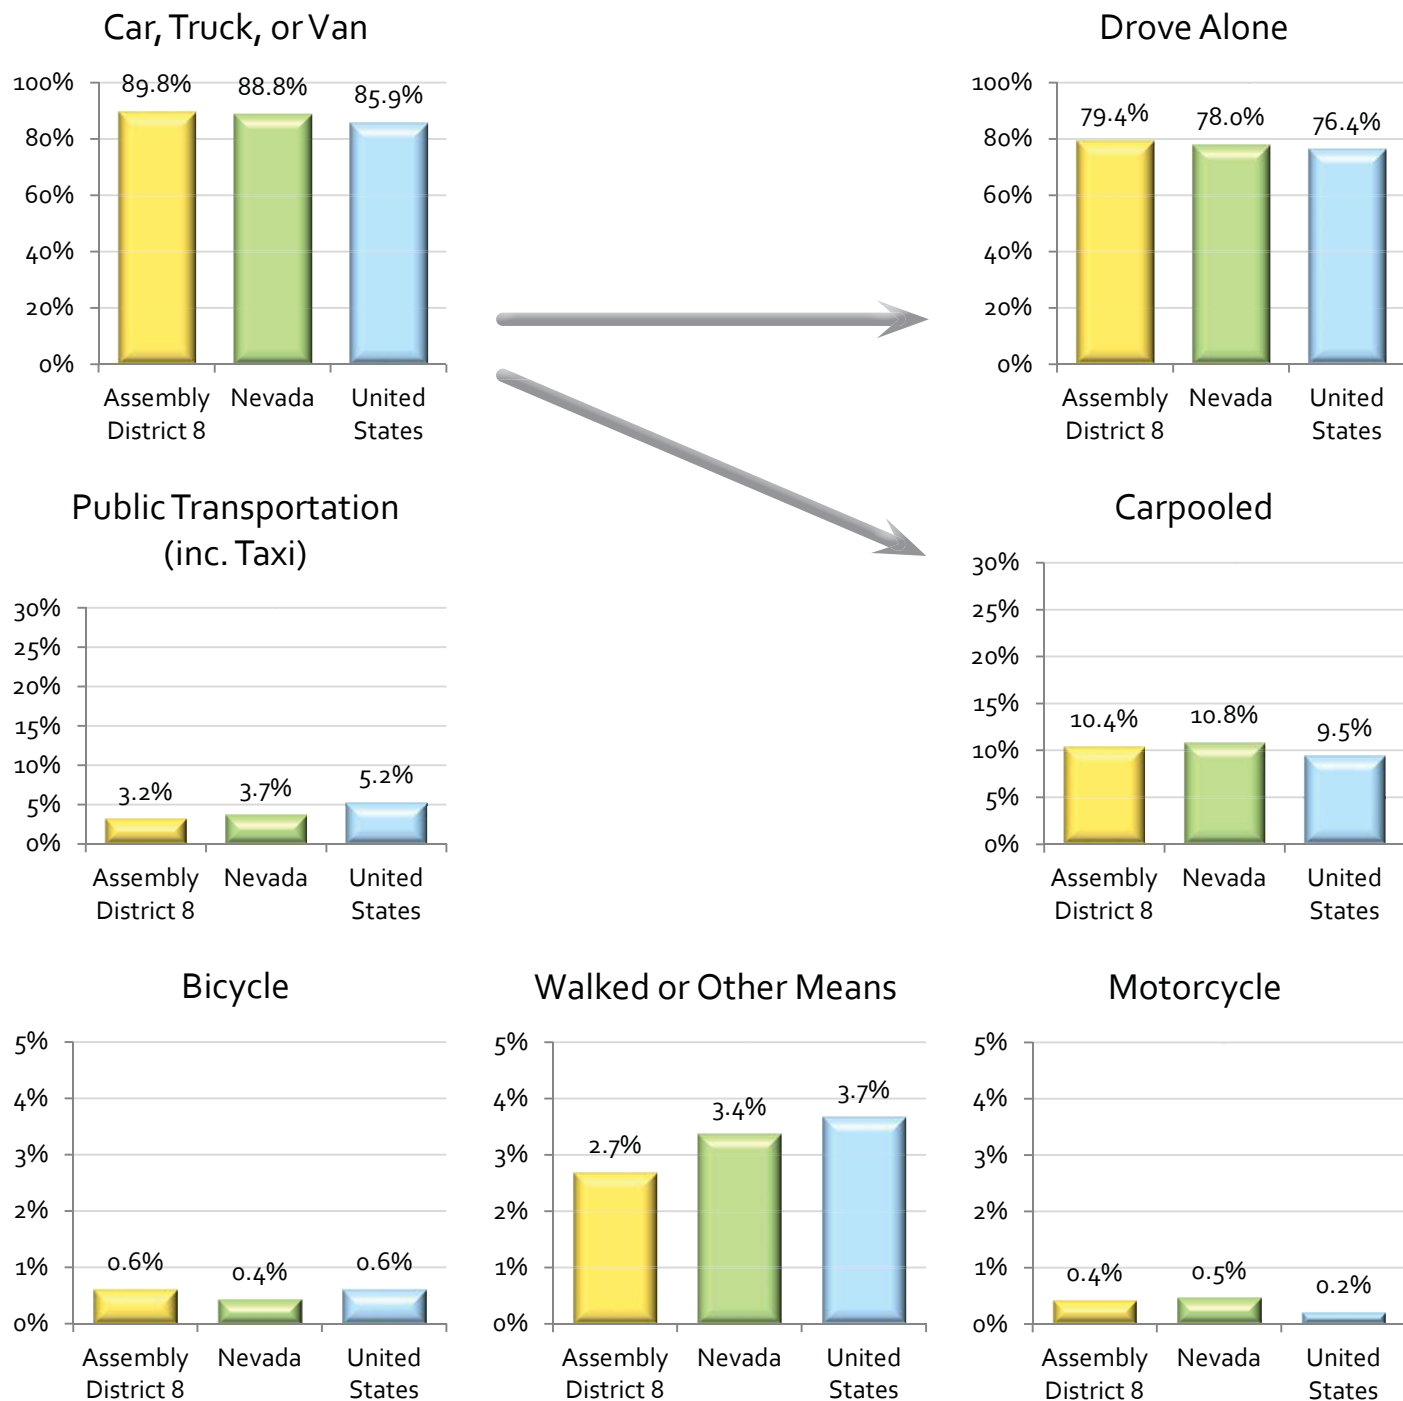 Car, Truck, or Van
100%
80%
60%
40%
20%
0%
89.8%
88.8%
85.9%
Assembly
District 8
Nevada
United
States
Drove Alone
100%
80%
60%
40%
20%
0%
79.4%
78.0%
76.4%
Assembly
District 8
Nevada
United
States
Public Transportation
(inc. Taxi)
30%
25%
20%
15%
10%
5%
0%
3.2%
3.7%
5.2%
Assembly
District 8
Nevada
United
States
Carpooled
30%
25%
20%
15%
10%
5%
0%
10.4%
10.8%
9.5%
Assembly
District 8
Nevada
United
States
Bicycle
5%
4%
3%
2%
1%
0%
0.6%
0.4%
0.6%
Assembly
District 8
Nevada
United
States
Walked or Other Means
5%
4%
3%
2%
1%
0%
2.7%
3.4%
3.7%
Assembly
District 8
Nevada
United
States
Motorcycle
5%
4%
3%
2%
1%
0%
0.4%
0.5%
0.2%
Assembly
District 8
Nevada
United
States